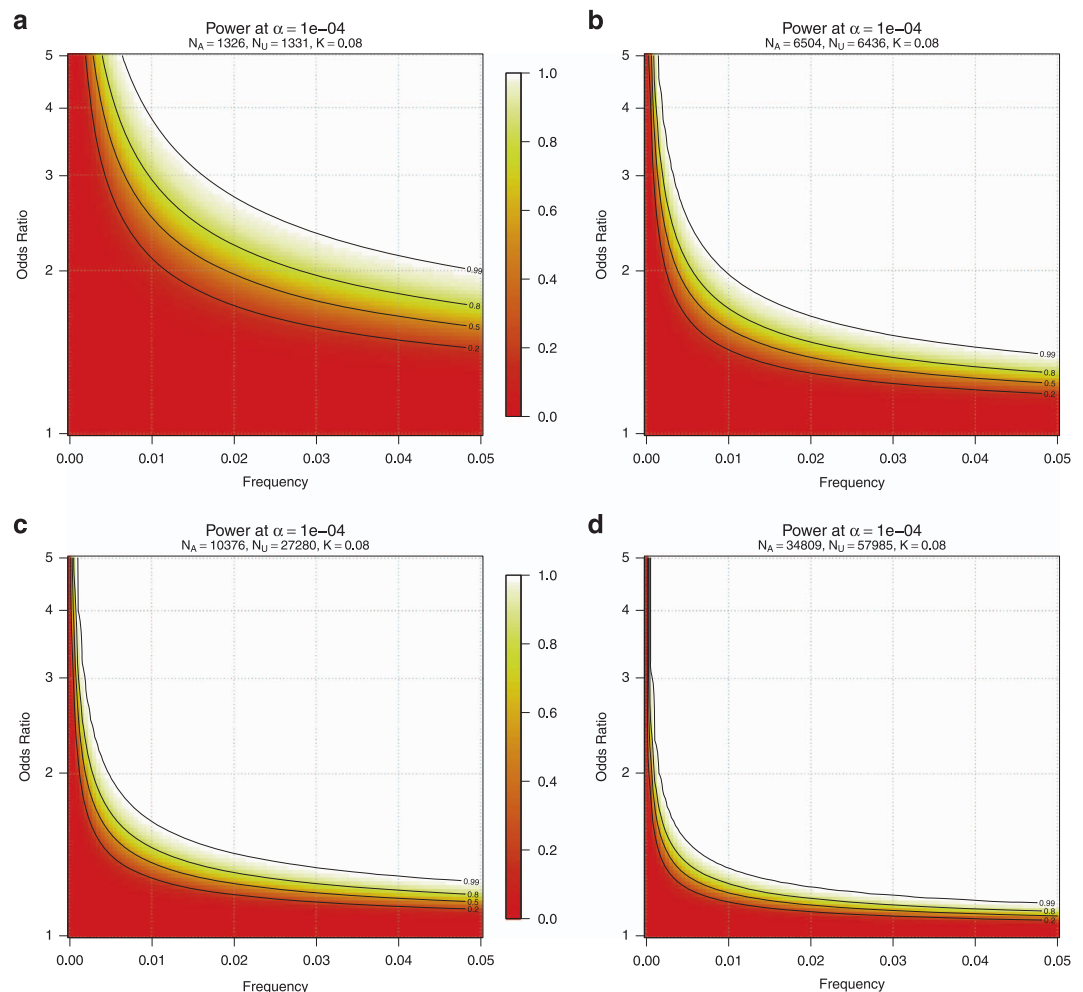 a
Power at α = 1e−04
N_A = 1326, N_U = 1331, K = 0.08
5
4
3
2
1
Odds Ratio
0.99
0.8
0.5
0.2
0.00 0.01 0.02 0.03 0.04 0.05
Frequency
1.0
0.8
0.6
0.4
0.2
0.0
b
Power at α = 1e−04
N_A = 6504, N_U = 6436, K = 0.08
5
4
3
2
1
Odds Ratio
0.99
0.8
0.5
0.2
0.00 0.01 0.02 0.03 0.04 0.05
Frequency
c
Power at α = 1e−04
N_A = 10376, N_U = 27280, K = 0.08
5
4
3
2
1
Odds Ratio
0.99
0.8
0.5
0.2
0.00 0.01 0.02 0.03 0.04 0.05
Frequency
1.0
0.8
0.6
0.4
0.2
0.0
d
Power at α = 1e−04
N_A = 34809, N_U = 57985, K = 0.08
5
4
3
2
1
Odds Ratio
0.99
0.8
0.2
0.00 0.01 0.02 0.03 0.04 0.05
Frequency